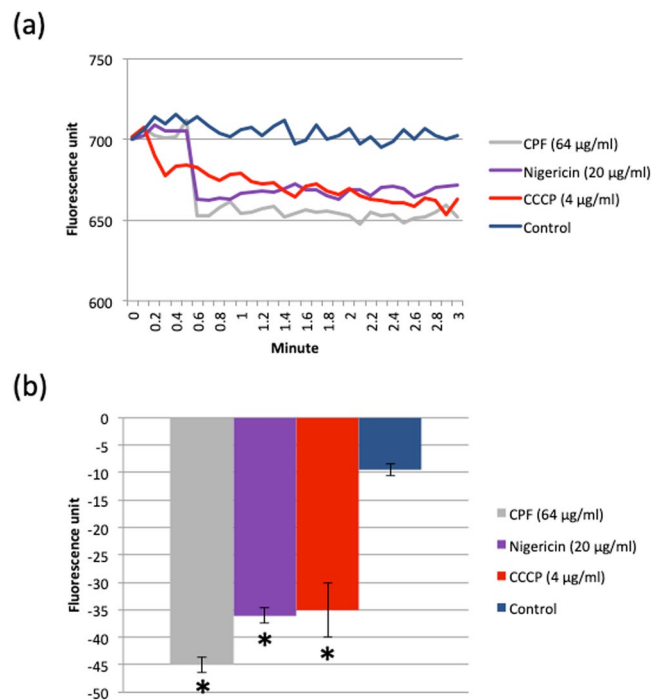 (a)
750
700
650
600
Fluorescence unit
0
0.2
0.4
0.6
0.8
1
1.2
1.4
1.6
1.8
2
2.2
2.4
2.6
2.8
3
Minute
CPF (64 µg/ml)
Nigericin (20 µg/ml)
CCCP (4 µg/ml)
Control
(b)
0
-5
-10
-15
-20
-25
-30
-35
-40
-45
-50
Fluorescence unit
*
*
*
CPF (64 µg/ml)
Nigericin (20 µg/ml)
CCCP (4 µg/ml)
Control